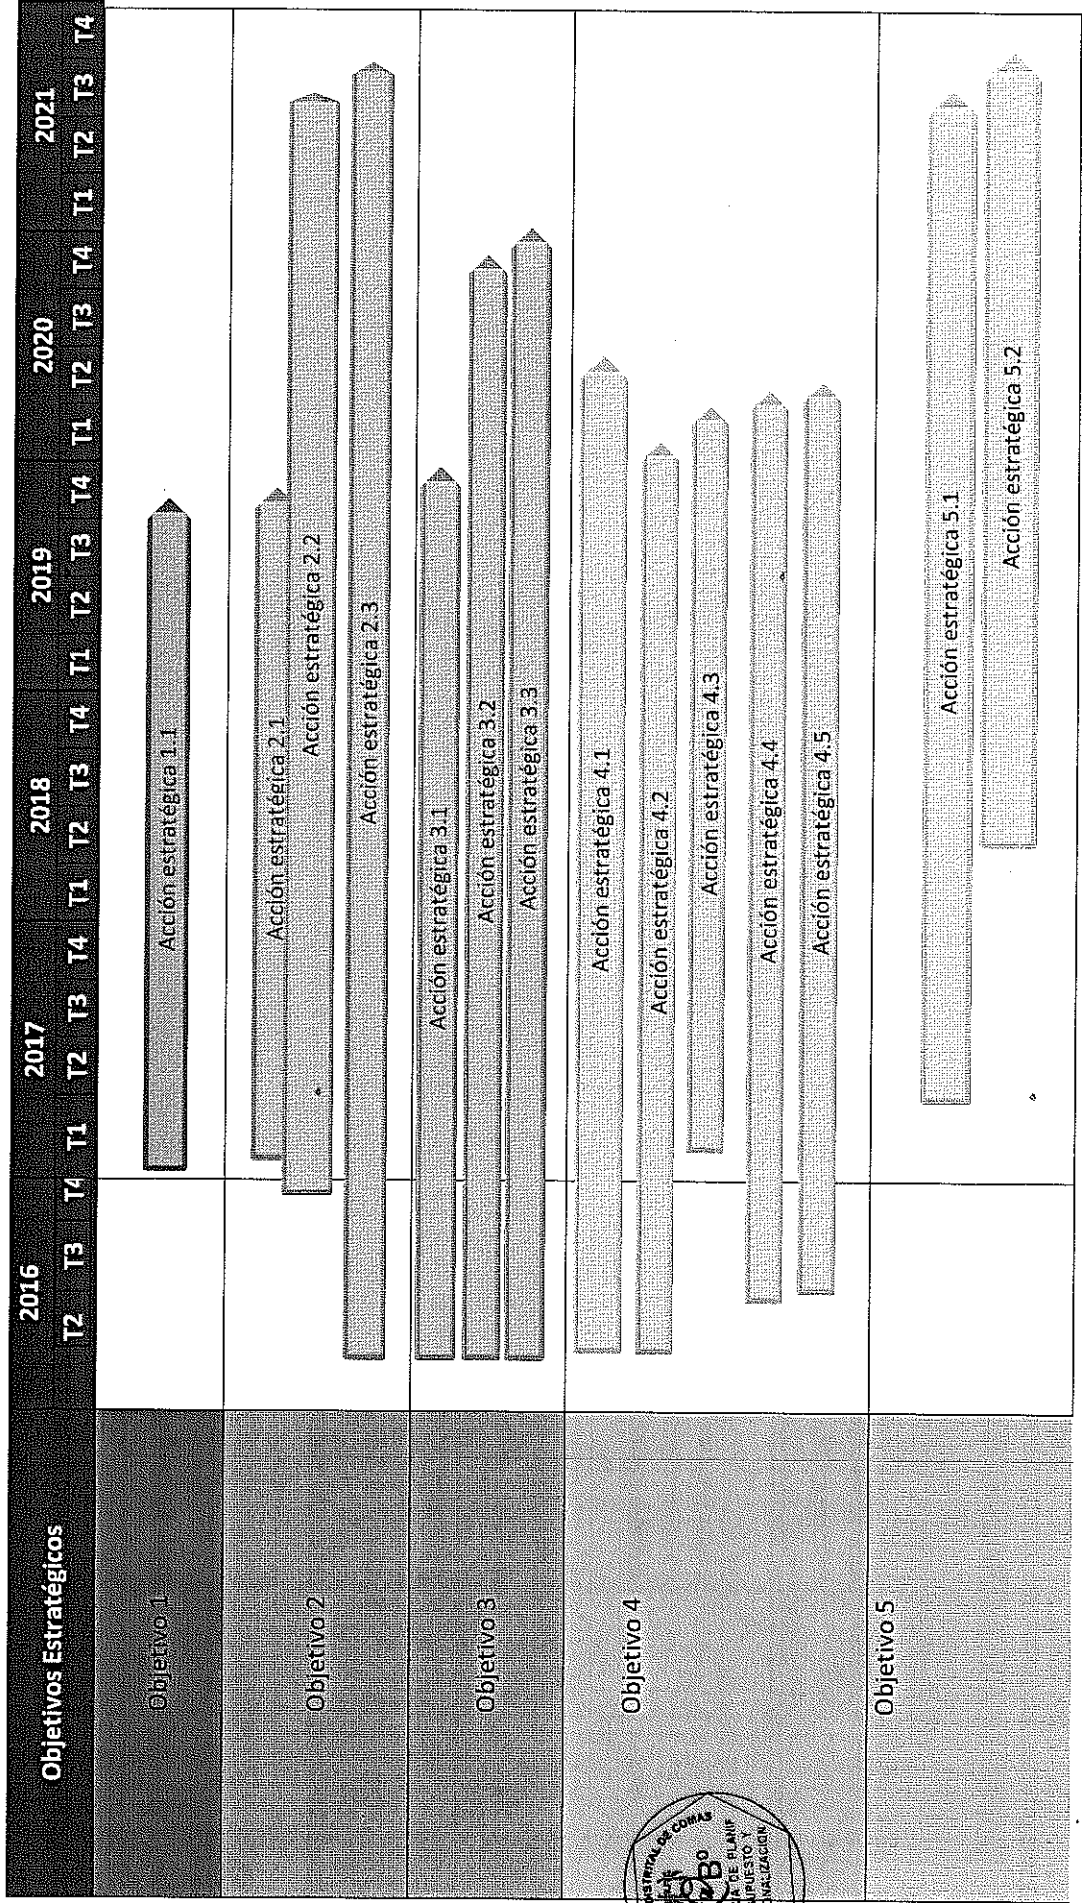 Objetivos Estratégicos 2016 2017 2018 2019 2020 2021
T2 T3 T4 T1 T2 T3 T4 T1 T2 T3 T4 T1 T2 T3 T4 T1 T2 T3 T4 T1 T2 T3 T4
Objetivo 1
Acción estratégica 1.1
Objetivo 2
Acción estratégica 2.1
Acción estratégica 2.2
Acción estratégica 2.3
Objetivo 3
Acción estratégica 3.1
Acción estratégica 3.2
Acción estratégica 3.3
Objetivo 4
Acción estratégica 4.1
Acción estratégica 4.2
Acción estratégica 4.3
Acción estratégica 4.4
Acción estratégica 4.5
Objetivo 5
Acción estratégica 5.1
Acción estratégica 5.2
DISTRITAL DE COMAS